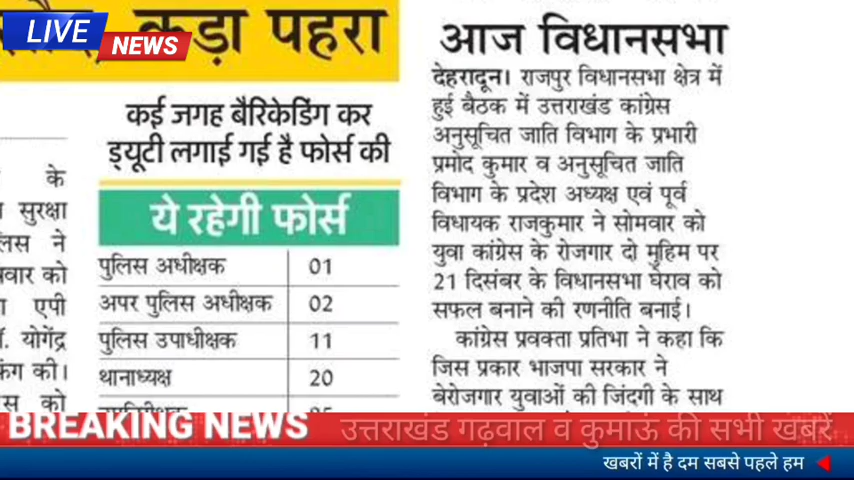 LIVE
NEWS
कड़ा पहरा
कई जगह बैरिकेडिंग कर
ड्यूटी लगाई गई है फोर्स की
ये रहेगी फोर्स
पुलिस अधीक्षक 01
अपर पुलिस अधीक्षक 02
पुलिस उपाधीक्षक 11
थानाध्यक्ष 20
के
सुरक्षा
ने
को
एपी
योगेंद्र
की।
को
आज विधानसभा
देहरादून। राजपुर विधानसभा क्षेत्र में
हुई बैठक में उत्तराखंड कांग्रेस
अनुसूचित जाति विभाग के प्रभारी
प्रमोद कुमार व अनुसूचित जाति
विभाग के प्रदेश अध्यक्ष एवं पूर्व
विधायक राजकुमार ने सोमवार को
युवा कांग्रेस के रोजगार दो मुहिम पर
21 दिसंबर के विधानसभा घेराव को
सफल बनाने की रणनीति बनाई।
कांग्रेस प्रवक्ता प्रतिभा ने कहा कि
जिस प्रकार भाजपा सरकार ने
बेरोजगार युवाओं की जिंदगी के साथ
BREAKING NEWS
उत्तराखंड गढ़वाल व कुमाऊं की सभी खबरें
खबरों में है दम सबसे पहले हम